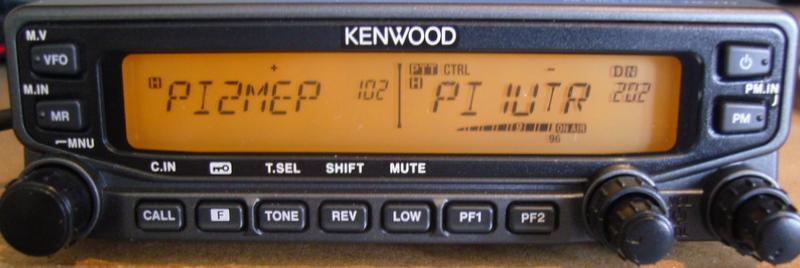 KENWOOD
M.V
VFO
M.IN
MR
MNU
+ PTT CTRL - DN
H PI2MEP 102 H PI1UTR 202
9 ON AIR
96
PM.IN
PM
C.IN T.SEL SHIFT MUTE
CALL F TONE REV LOW PF1 PF2